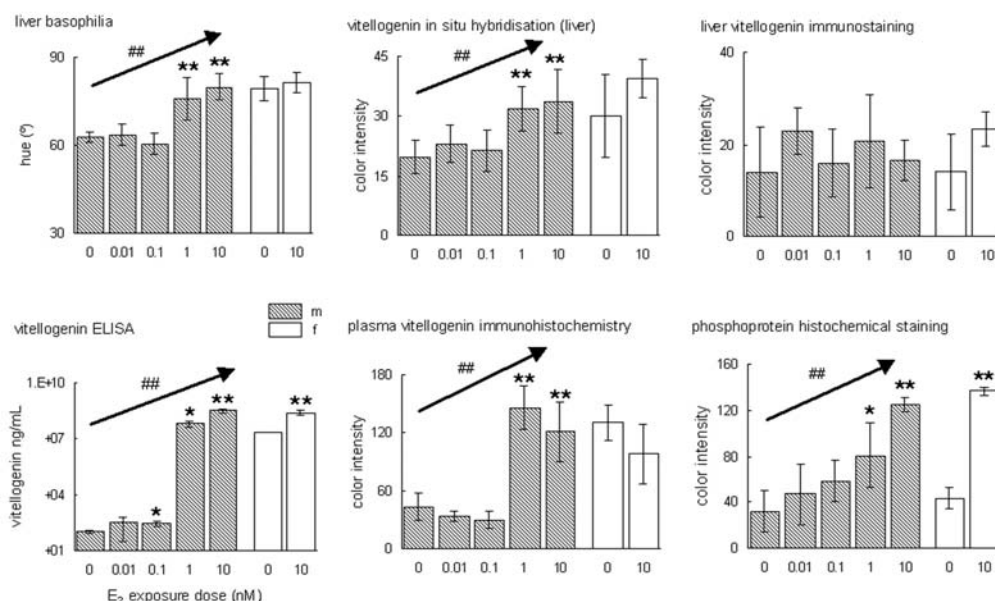 liver basophilia
##
** **
90
60
30
hue (º)
0 0.01 0.1 1 10 0 10
vitellogenin in situ hybridisation (liver)
##
** **
45
30
15
0
color intensity
0 0.01 0.1 1 10 0 10
liver vitellogenin immunostaining
40
20
0
color intensity
0 0.01 0.1 1 10 0 10
vitellogenin ELISA
m
f
##
* * ** **
1.E+10
+07
+04
+01
vitellogenin ng/mL
0 0.01 0.1 1 10 0 10
E₂ exposure dose (nM)
plasma vitellogenin immunohistochemistry
##
** **
180
120
60
0
color intensity
0 0.01 0.1 1 10 0 10
phosphoprotein histochemical staining
##
* ** **
160
120
80
40
0
color intensity
0 0.01 0.1 1 10 0 10